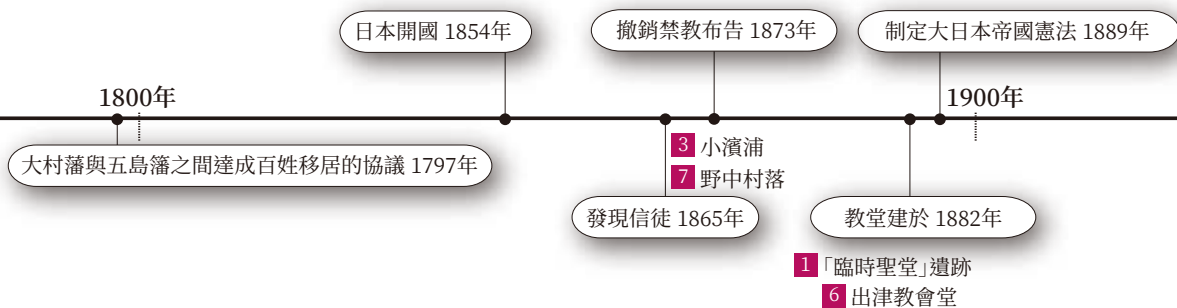 日本開國 1854年
撤銷禁教布告 1873年
制定大日本帝國憲法 1889年
1800年
1900年
大村藩與五島籓之間達成百姓移居的協議 1797年
3 小濱浦
7 野中村落
發現信徒 1865年
教堂建於 1882年
1 「臨時聖堂」遺跡
6 出津教會堂